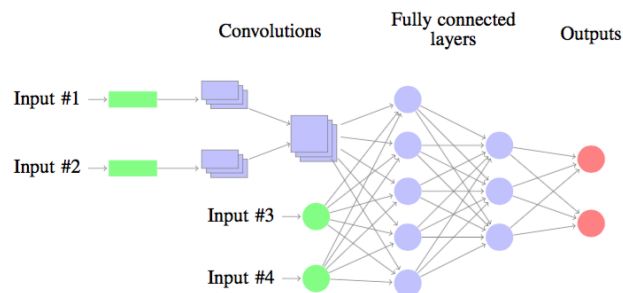 Convolutions
Fully connected
layers
Outputs
Input #1
Input #2
Input #3
Input #4